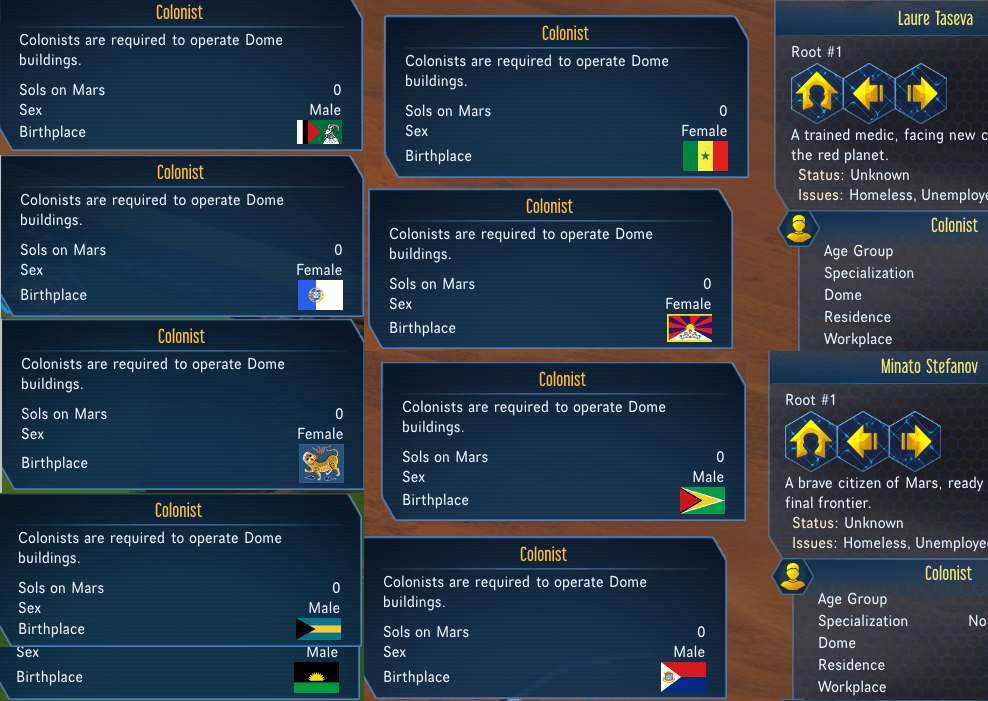 Colonist
Colonists are required to operate Dome
buildings.
Sols on Mars 0
Sex Male
Birthplace
Colonist
Colonists are required to operate Dome
buildings.
Sols on Mars 0
Sex Female
Birthplace
Colonist
Colonists are required to operate Dome
buildings.
Sols on Mars 0
Sex Female
Birthplace
Colonist
Colonists are required to operate Dome
buildings.
Sols on Mars 0
Sex Male
Birthplace
Sex Male
Birthplace
Colonist
Colonists are required to operate Dome
buildings.
Sols on Mars 0
Sex Female
Birthplace
Colonist
Colonists are required to operate Dome
buildings.
Sols on Mars 0
Sex Female
Birthplace
Colonist
Colonists are required to operate Dome
buildings.
Sols on Mars 0
Sex Male
Birthplace
Colonist
Colonists are required to operate Dome
buildings.
Sols on Mars 0
Sex Male
Birthplace
Laure Taseva
Root #1
A trained medic, facing new c
the red planet.
Status: Unknown
Issues: Homeless, Unemploye
Colonist
Age Group
Specialization
Dome
Residence
Workplace
Minato Stefanov
Root #1
A brave citizen of Mars, ready
final frontier.
Status: Unknown
Issues: Homeless, Unemploye
Colonist
Age Group
Specialization No
Dome
Residence
Workplace